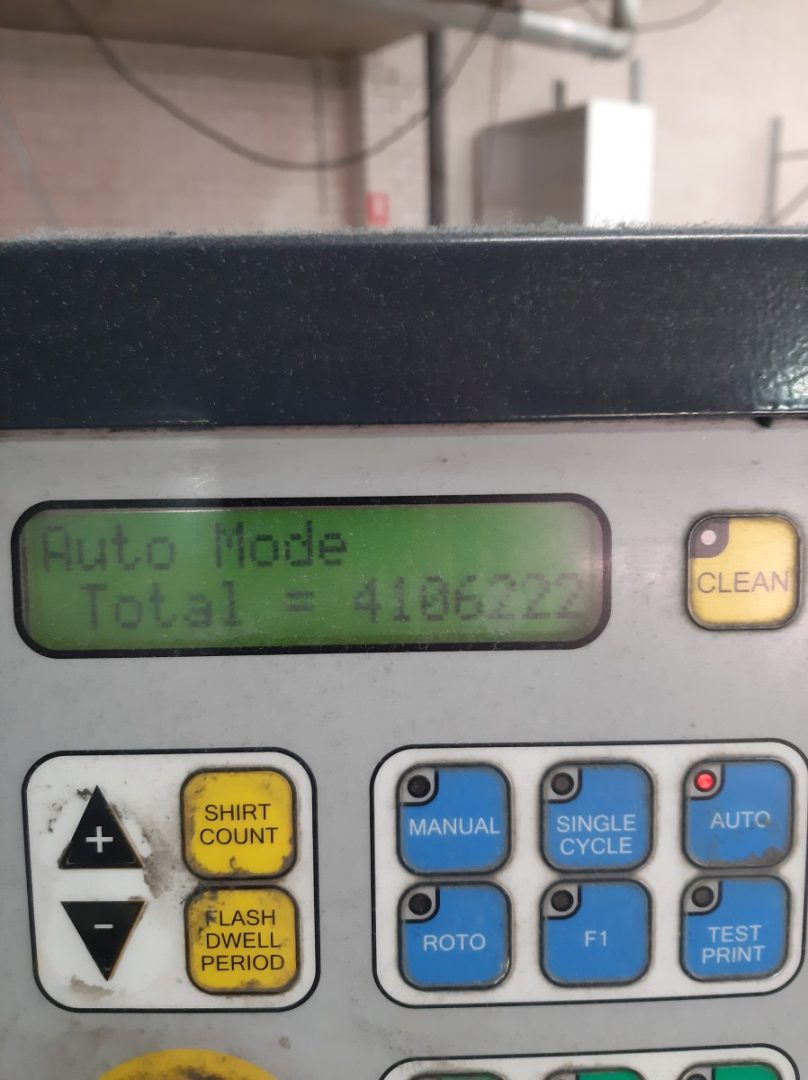 Auto Mode
Total = 4106222
CLEAN
SHIRT
COUNT
FLASH
DWELL
PERIOD
MANUAL
SINGLE
CYCLE
AUTO
ROTO
F1
TEST
PRINT
+
-